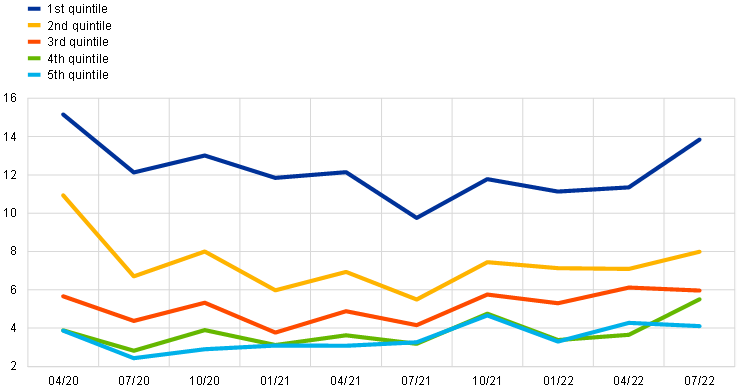 1st quintile
2nd quintile
3rd quintile
4th quintile
5th quintile
16
14
12
10
8
6
4
2
04/20 07/20 10/20 01/21 04/21 07/21 10/21 01/22 04/22 07/22